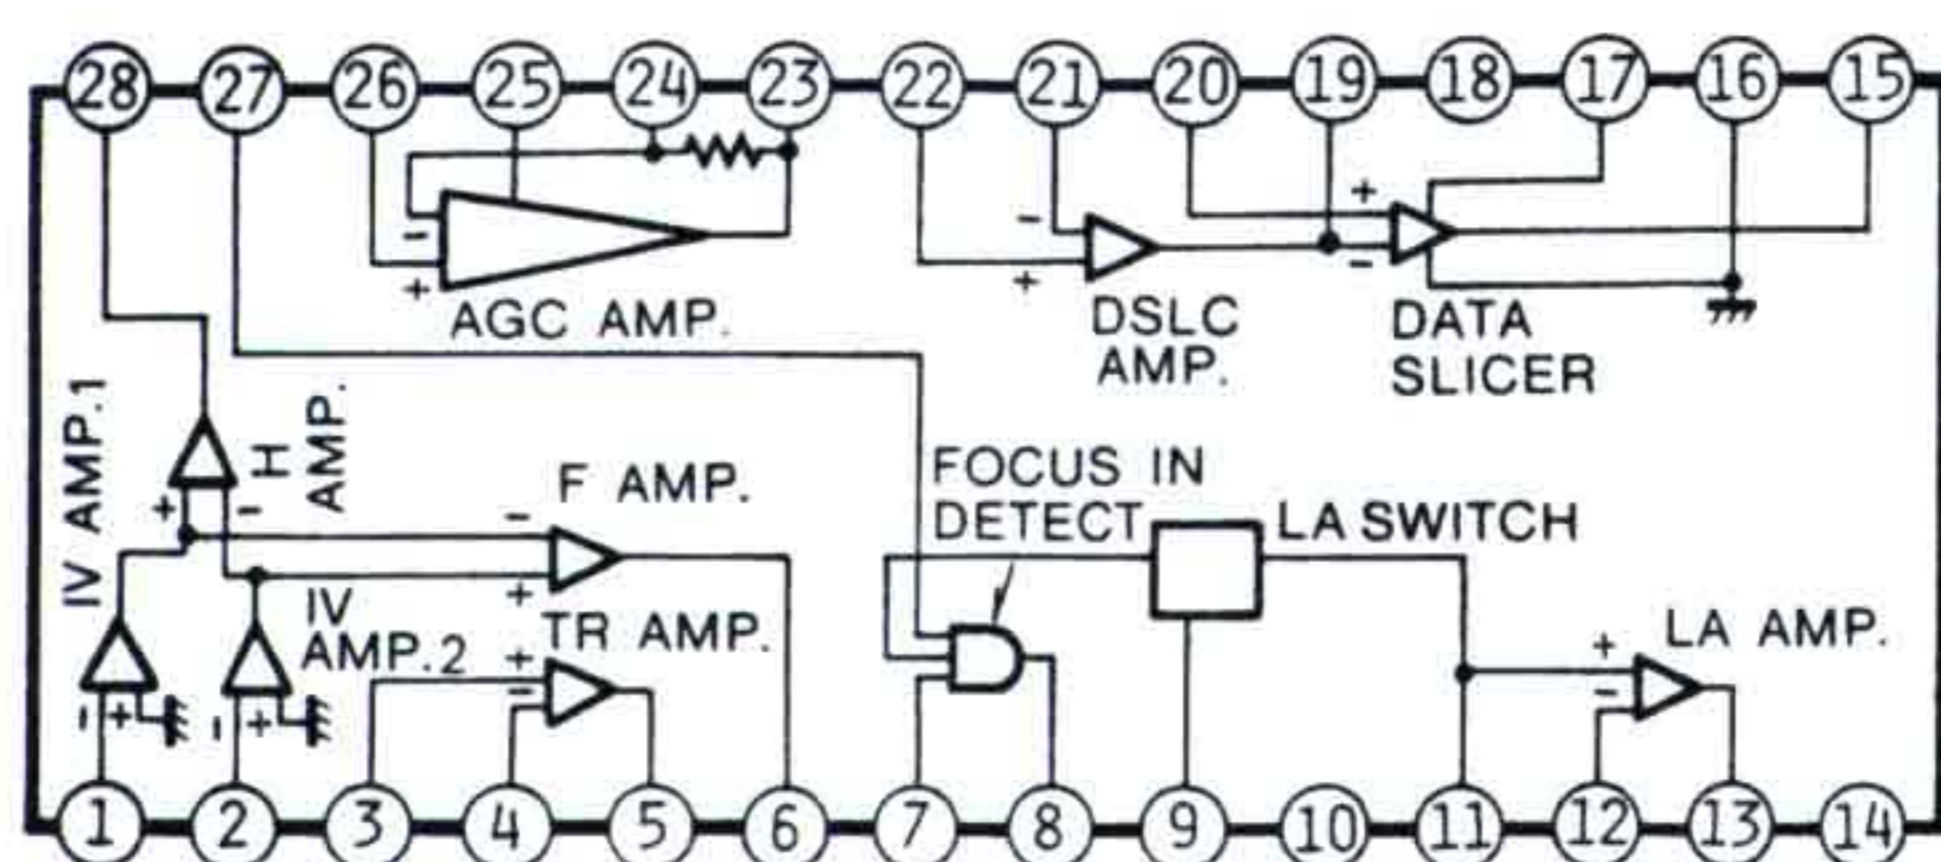 28 27 26 25 24 23 22 21 20 19 18 17 16 15
- + - + + -
AGC AMP.
DSLC
AMP.
DATA
SLICER
IV AMP.1
H
AMP.
+ -
F AMP.
- +
FOCUS IN
DETECT
LA SWITCH
IV
AMP.2
TR AMP.
+ -
LA AMP.
+ -
- + - +
1 2 3 4 5 6 7 8 9 10 11 12 13 14